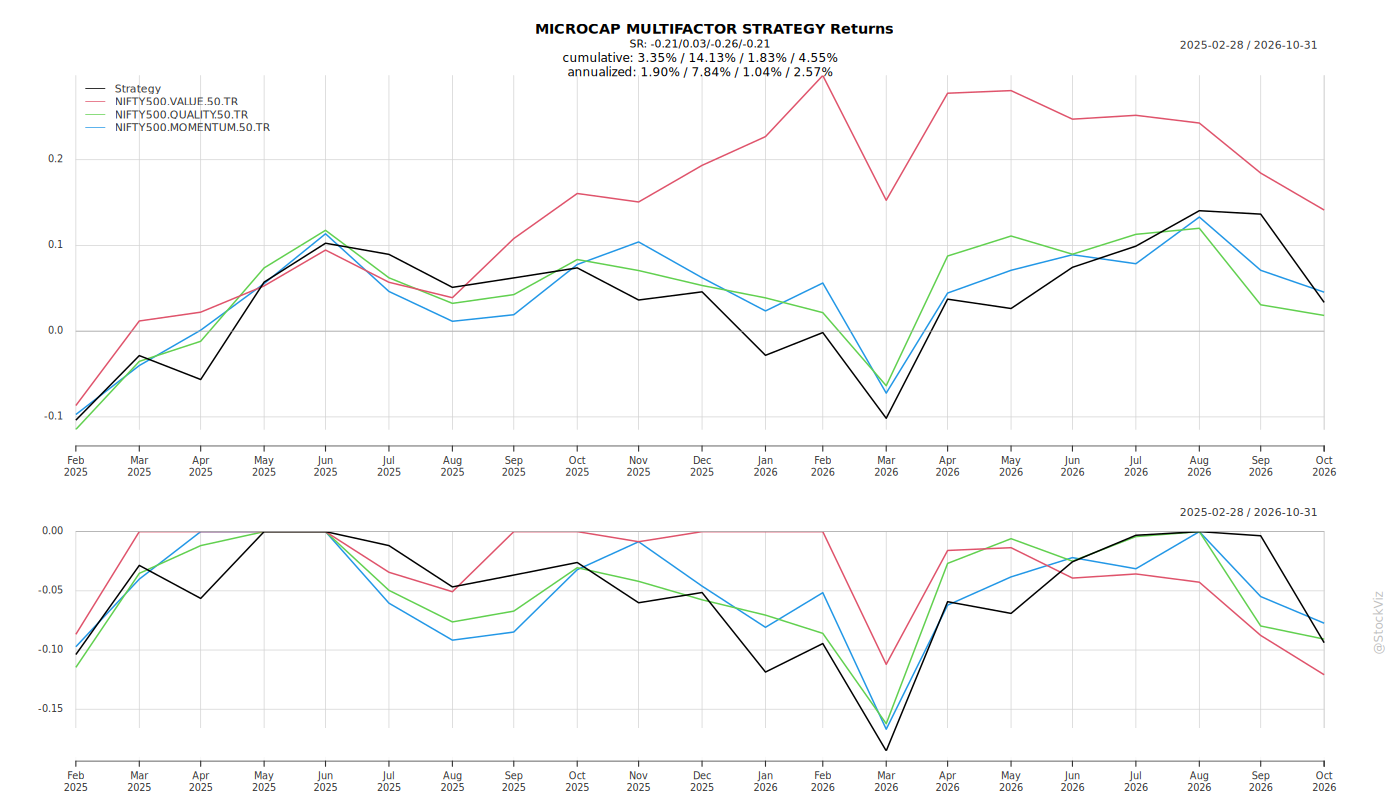 MICROCAP MULTIFACTOR STRATEGY Returns
SR: -0.21/0.03/-0.26/-0.21
cumulative: 3.35% / 14.13% / 1.83% / 4.55%
annualized: 1.90% / 7.84% / 1.04% / 2.57%
2025-02-28 / 2026-10-31
Strategy
NIFTY500.VALUE.50.TR
NIFTY500.QUALITY.50.TR
NIFTY500.MOMENTUM.50.TR
0.2
0.1
0.0
-0.1
Feb Mar Apr May Jun Jul Aug Sep Oct Nov Dec Jan Feb Mar Apr May Jun Jul Aug Sep Oct
2025 2025 2025 2025 2025 2025 2025 2025 2025 2025 2025 2026 2026 2026 2026 2026 2026 2026 2026 2026 2026
2025-02-28 / 2026-10-31
0.00
-0.05
-0.10
-0.15
Feb Mar Apr May Jun Jul Aug Sep Oct Nov Dec Jan Feb Mar Apr May Jun Jul Aug Sep Oct
2025 2025 2025 2025 2025 2025 2025 2025 2025 2025 2025 2026 2026 2026 2026 2026 2026 2026 2026 2026 2026
@StockViz